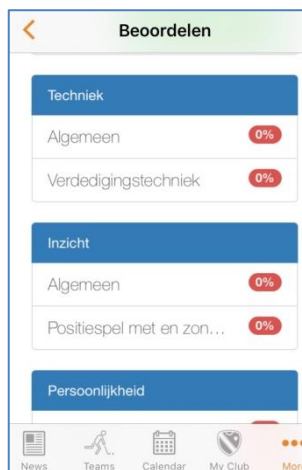 Beoordelen
Techniek
Algemeen 0%
Verdedigingstechniek 0%
Inzicht
Algemeen 0%
Positiespel met en zon... 0%
Persoonlijkheid
News Teams Calendar My Club